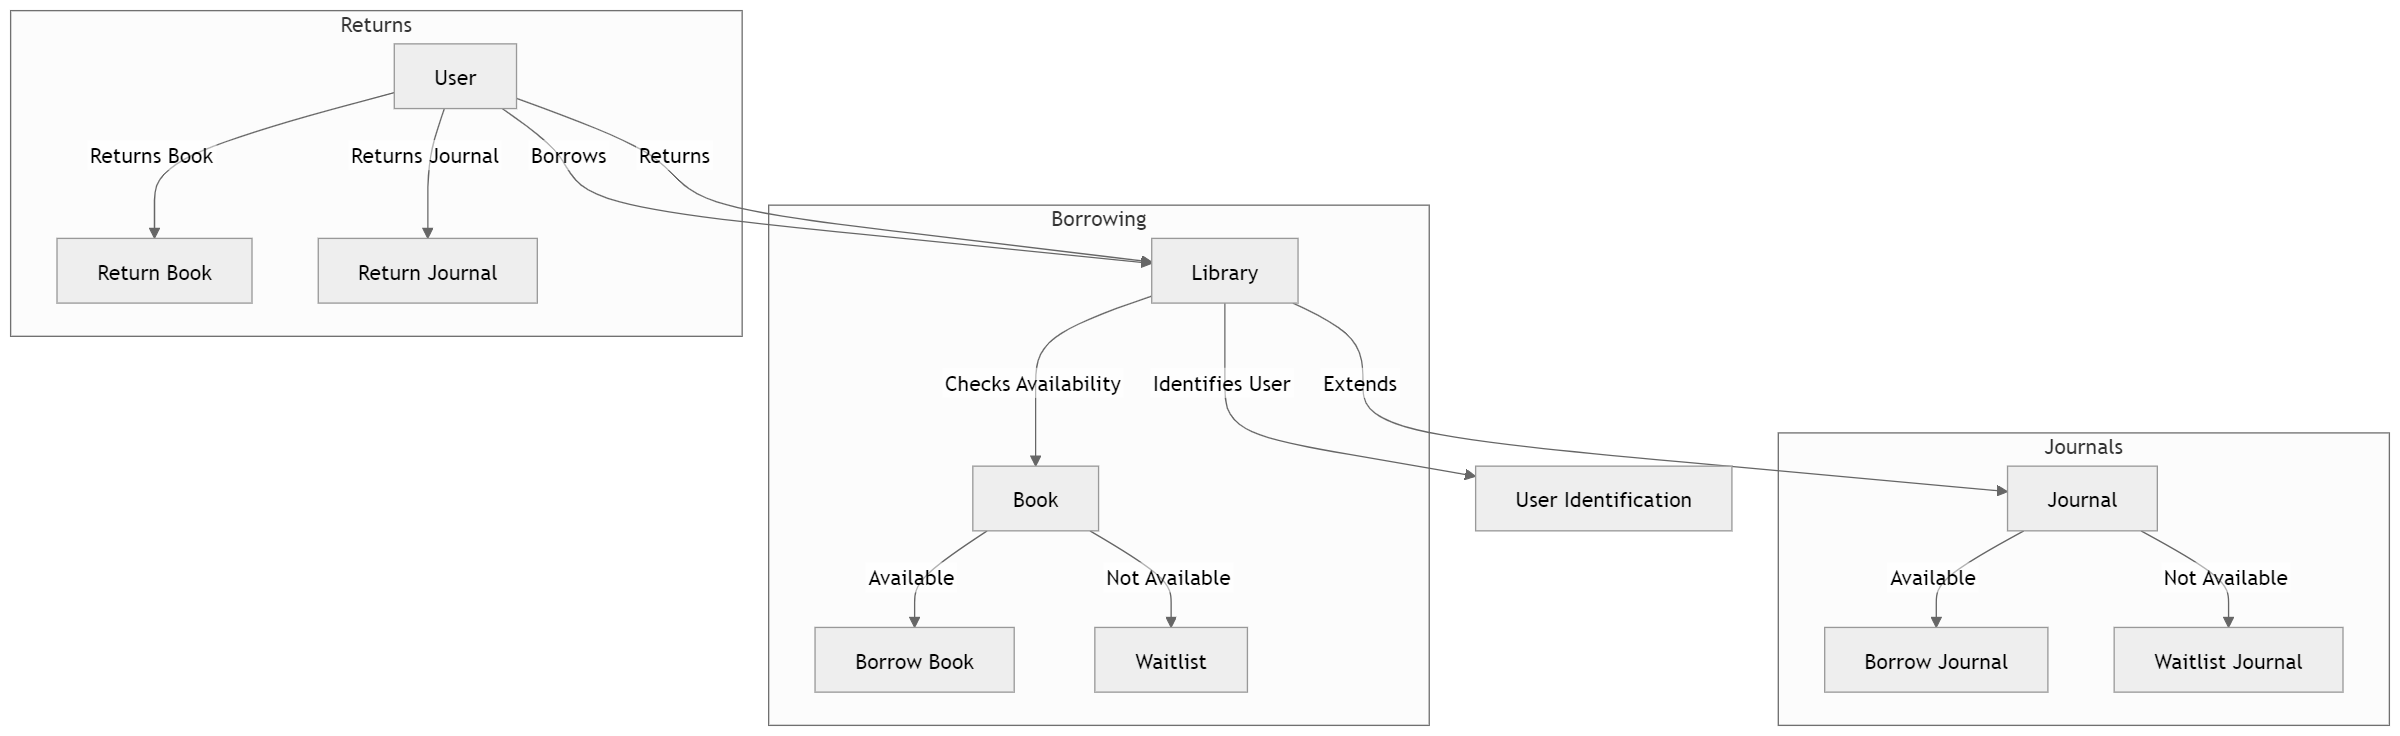 Returns
User
Returns Book
Returns Journal
Borrows
Returns
Return Book
Return Journal
Borrowing
Library
Checks Availability
Identifies User
Extends
Book
User Identification
Journals
Journal
Available
Not Available
Available
Not Available
Borrow Book
Waitlist
Borrow Journal
Waitlist Journal